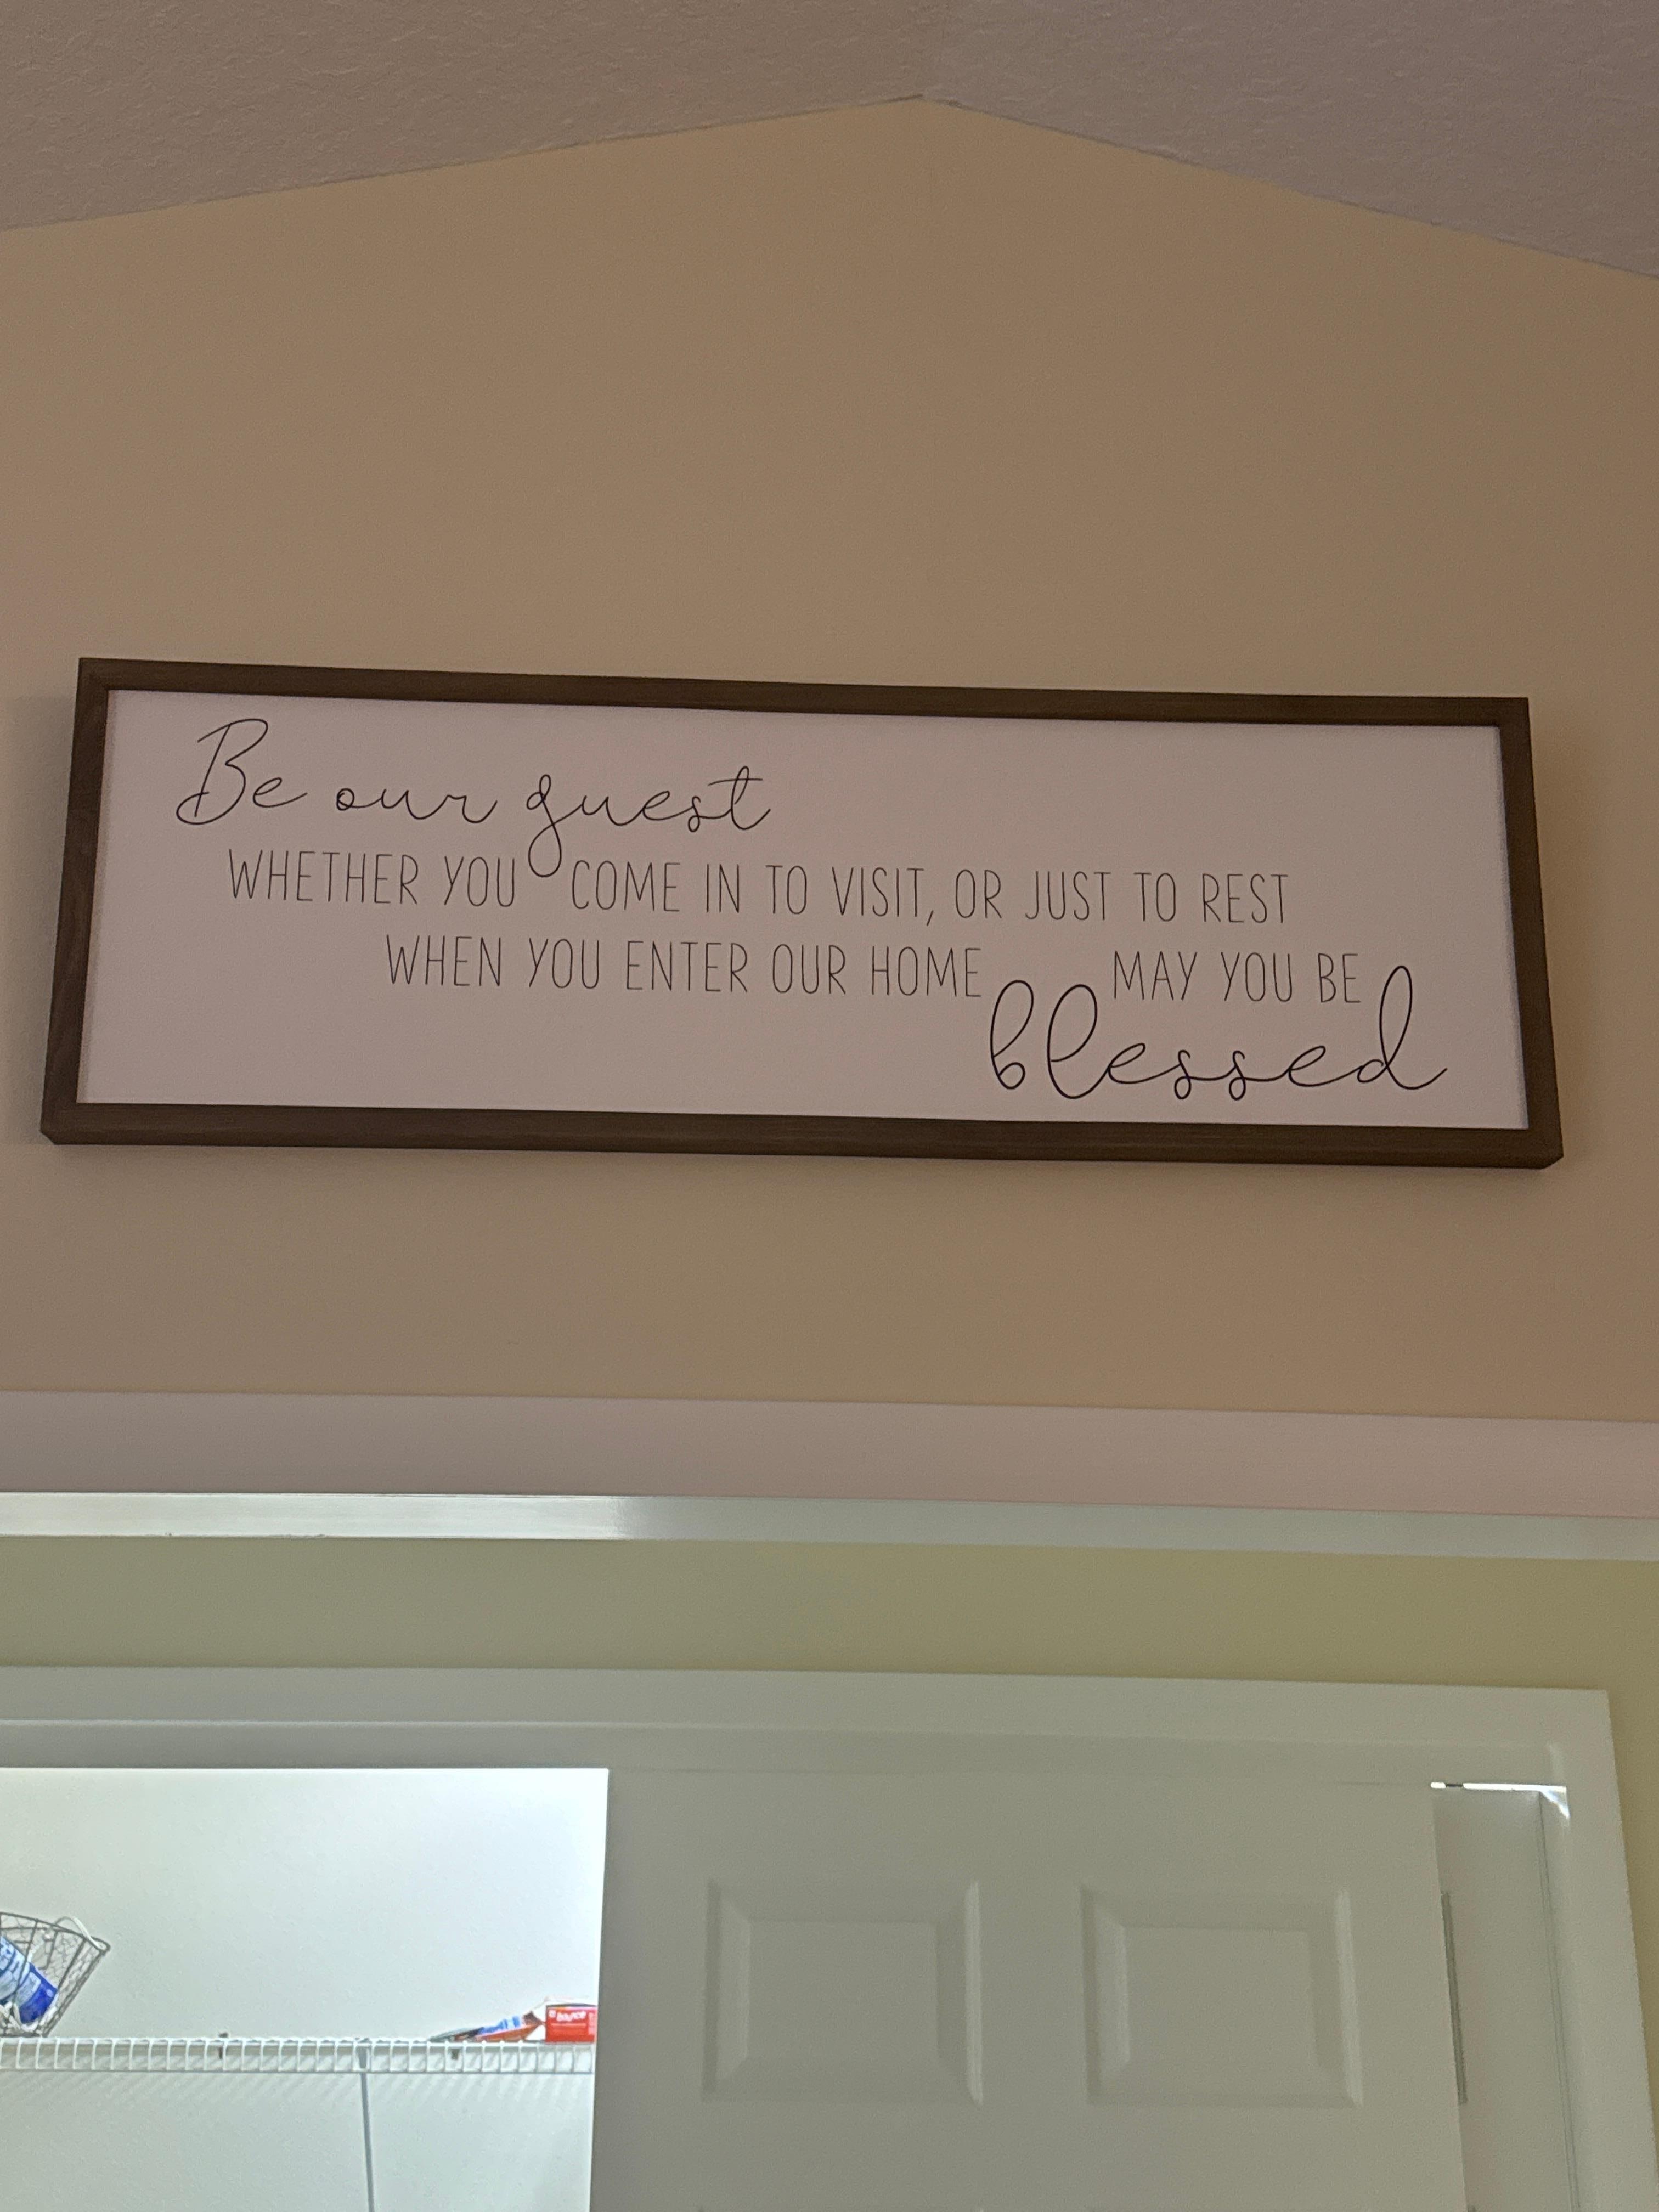 Be our guest
WHETHER YOU COME IN TO VISIT, OR JUST TO REST
WHEN YOU ENTER OUR HOME MAY YOU BE
blessed
bounce